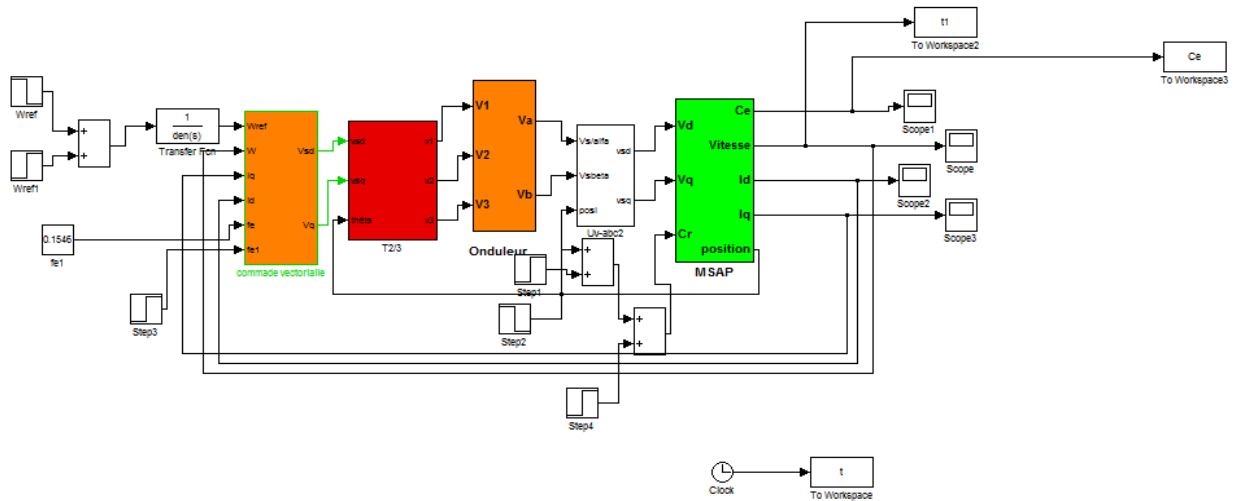 t1
To Workspace2
Ce
To Workspace3
Wref
+
+
Wref1
1
den(s)
Transfer Fcn
0.1546
fe1
Step3
Wref
W
Iq
Id
fe
fe1
Vsd
Vq
commade vectorialle
vsd
vsq
theta
v1
v2
v3
T2/3
V1
V2
V3
Va
Vb
Onduleur
Vs/alfa
Vsbeta
posi
vsd
vsq
Uv-abc2
+
+
Step1
Step2
+
+
Step4
Vd
Vq
Cr
Ce
Vitesse
Id
Iq
position
MSAP
Scope1
Scope
Scope2
Scope3
Clock
t
To Workspace